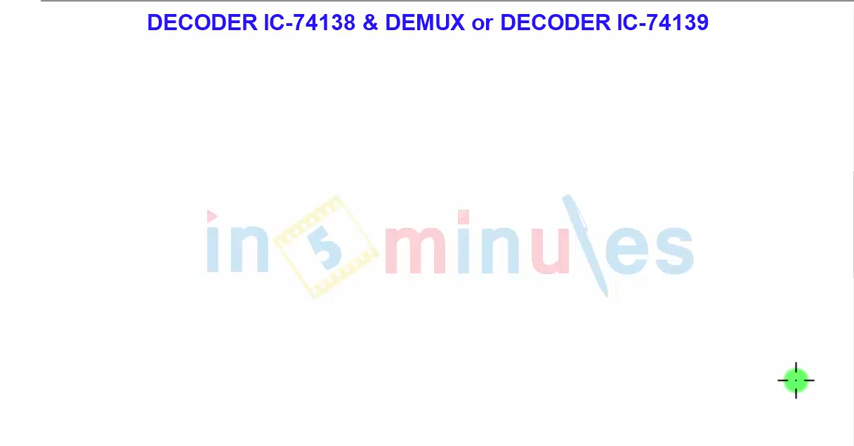 DECODER IC-74138 & DEMUX or DECODER IC-74139
in 5 minutes